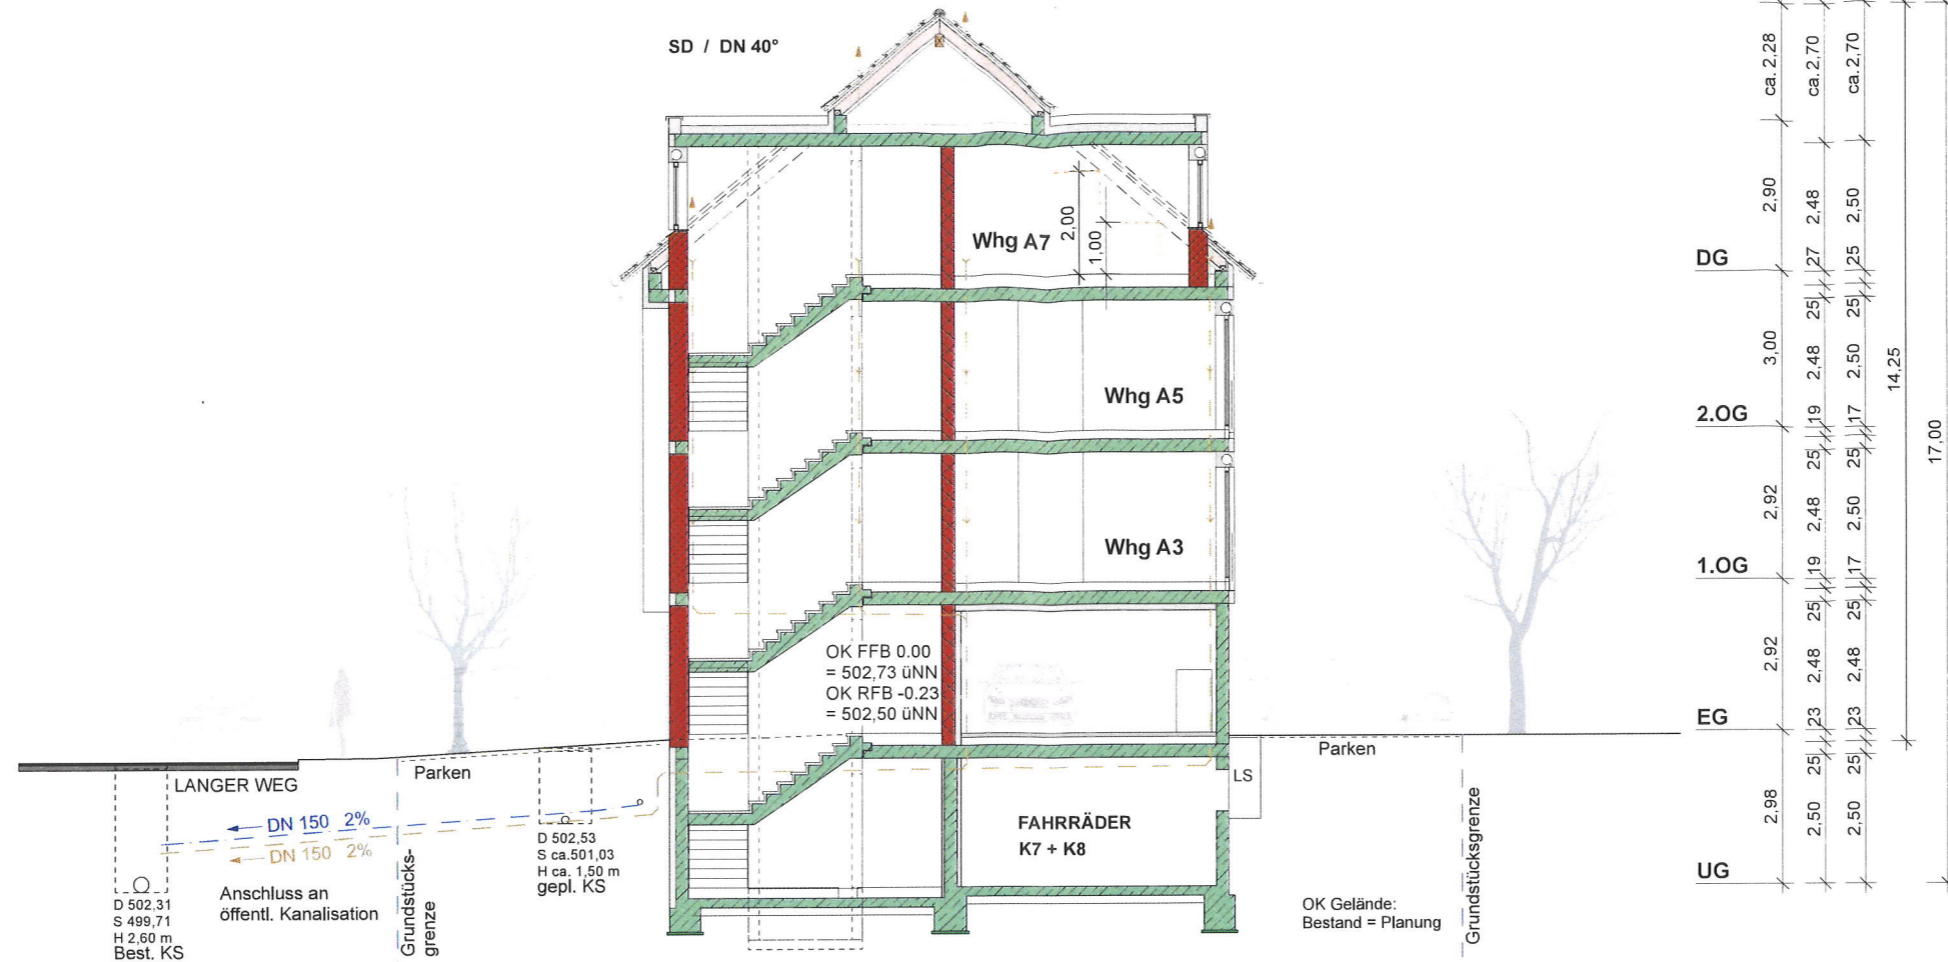 SD / DN 40°
Whg A7
2,00
1,00
Whg A5
Whg A3
OK FFB 0.00
= 502,73 üNN
OK RFB -0.23
= 502,50 üNN
LANGER WEG
Parken
DN 150 2%
DN 150 2%
D 502,31
S 499,71
H 2,60 m
Best. KS
Anschluss an
öffentl. Kanalisation
Grundstücks-
grenze
D 502,53
S ca.501,03
H ca. 1,50 m
gepl. KS
FAHRRÄDER
K7 + K8
LS
Parken
Grundstücksgrenze
OK Gelände:
Bestand = Planung
DG
2.OG
1.OG
EG
UG
ca. 2,28
2,90
3,00
2,92
2,92
2,98
ca. 2,70
2,48
27
25
2,48
19
25
2,48
19
25
2,48
23
25
2,50
ca. 2,70
2,50
25
25
2,50
17
25
2,50
17
25
2,48
23
25
2,50
14,25
17,00